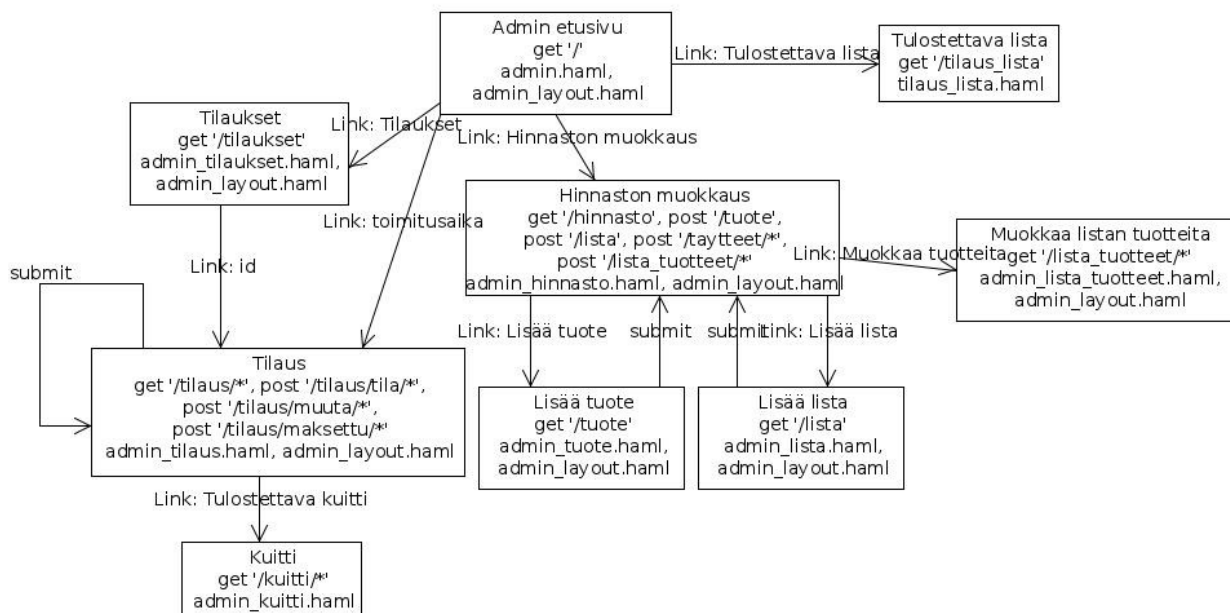 Admin etusivu
get '/'
admin.haml,
admin_layout.haml
Link: Tulostettava lista
Tulostettava lista
get '/tilaus_lista'
tilaus_lista.haml
Tilaukset
get '/tilaukset'
admin_tilaukset.haml,
admin_layout.haml
Link: Tilaukset
Link: Hinnaston muokkaus
Link: toimitusaika
Hinnaston muokkaus
get '/hinnasto', post '/tuote',
post '/lista', post '/taytteet/*',
post '/lista_tuotteet/*'
admin_hinnasto.haml, admin_layout.haml
Link: Muokkaa tuotteita
Muokkaa listan tuotteita
get '/lista_tuotteet/*'
admin_lista_tuotteet.haml,
admin_layout.haml
submit
Link: id
Link: Lisää tuote
submit
submit
Link: Lisää lista
Tilaus
get '/tilaus/*', post '/tilaus/tila/*',
post '/tilaus/muuta/*',
post '/tilaus/maksettu/*'
admin_tilaus.haml, admin_layout.haml
Lisää tuote
get '/tuote'
admin_tuote.haml,
admin_layout.haml
Lisää lista
get '/lista'
admin_lista.haml,
admin_layout.haml
Link: Tulostettava kuitti
Kuitti
get '/kuitti/*'
admin_kuitti.haml